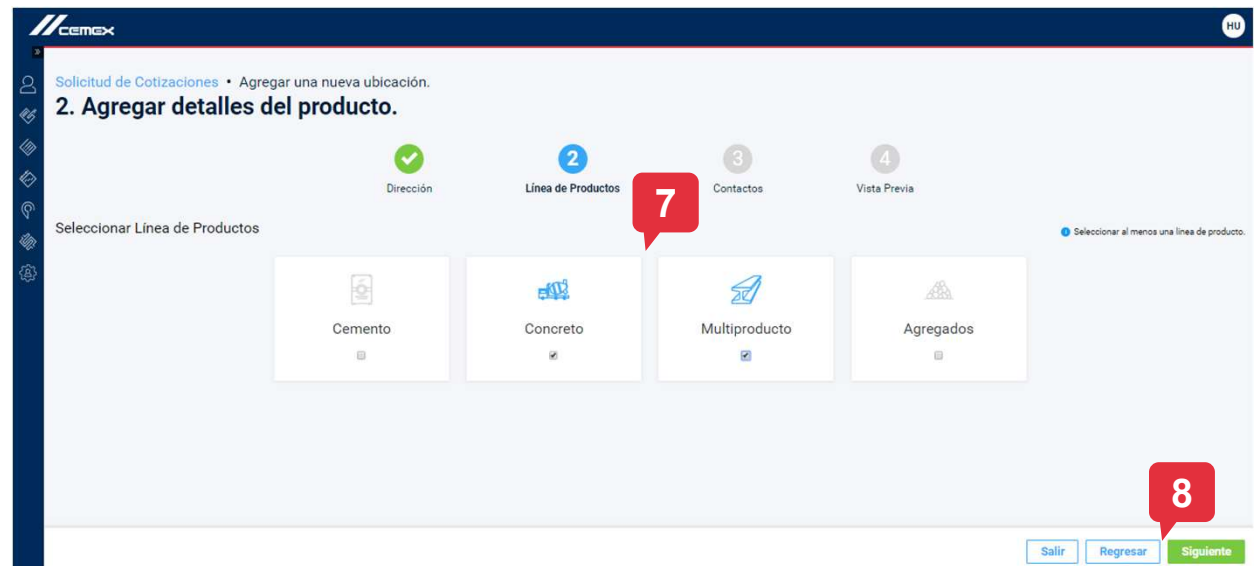 CEMEX
HU
»
Solicitud de Cotizaciones • Agregar una nueva ubicación.
2. Agregar detalles del producto.
2
3
4
Dirección
Línea de Productos
Contactos
Vista Previa
7
Seleccionar Línea de Productos
Seleccionar al menos una línea de producto.
Cemento
Concreto
Multiproducto
Agregados
8
Salir
Regresar
Siguiente